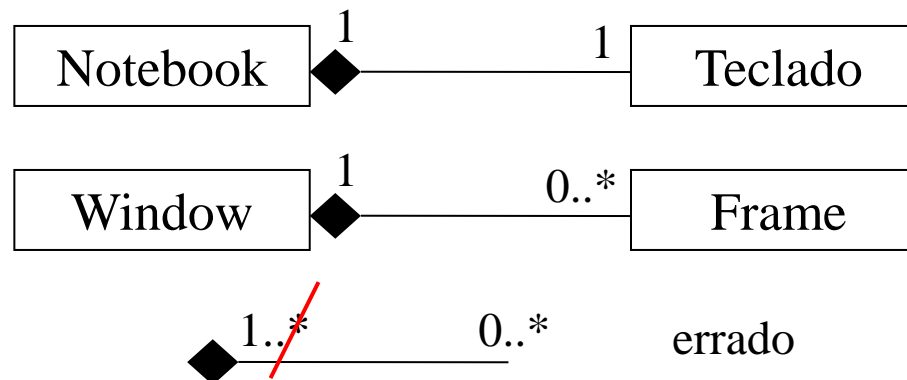 1 1
Notebook Teclado
1 0..*
Window Frame
1..* 0..* errado